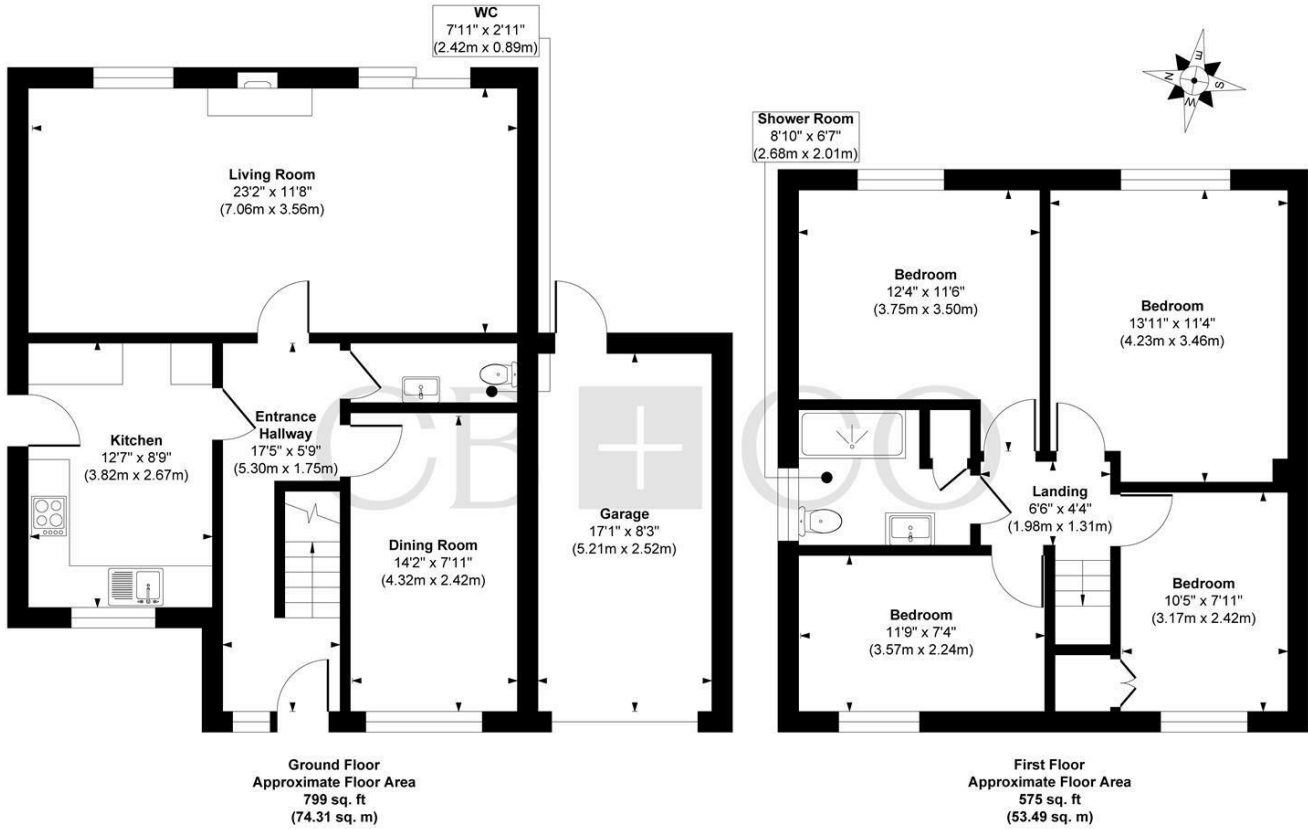 WC
7'11" x 2'11"
(2.42m x 0.89m)
Living Room
23'2" x 11'8"
(7.06m x 3.56m)
Kitchen
12'7" x 8'9"
(3.82m x 2.67m)
Entrance
Hallway
17'5" x 5'9"
(5.30m x 1.75m)
Dining Room
14'2" x 7'11"
(4.32m x 2.42m)
Garage
17'1" x 8'3"
(5.21m x 2.52m)
Ground Floor
Approximate Floor Area
799 sq. ft
(74.31 sq. m)
E
N
S
W
Shower Room
8'10" x 6'7"
(2.68m x 2.01m)
Bedroom
12'4" x 11'6"
(3.75m x 3.50m)
Bedroom
13'11" x 11'4"
(4.23m x 3.46m)
Landing
6'6" x 4'4"
(1.98m x 1.31m)
Bedroom
11'9" x 7'4"
(3.57m x 2.24m)
Bedroom
10'5" x 7'11"
(3.17m x 2.42m)
First Floor
Approximate Floor Area
575 sq. ft
(53.49 sq. m)
CB+CO